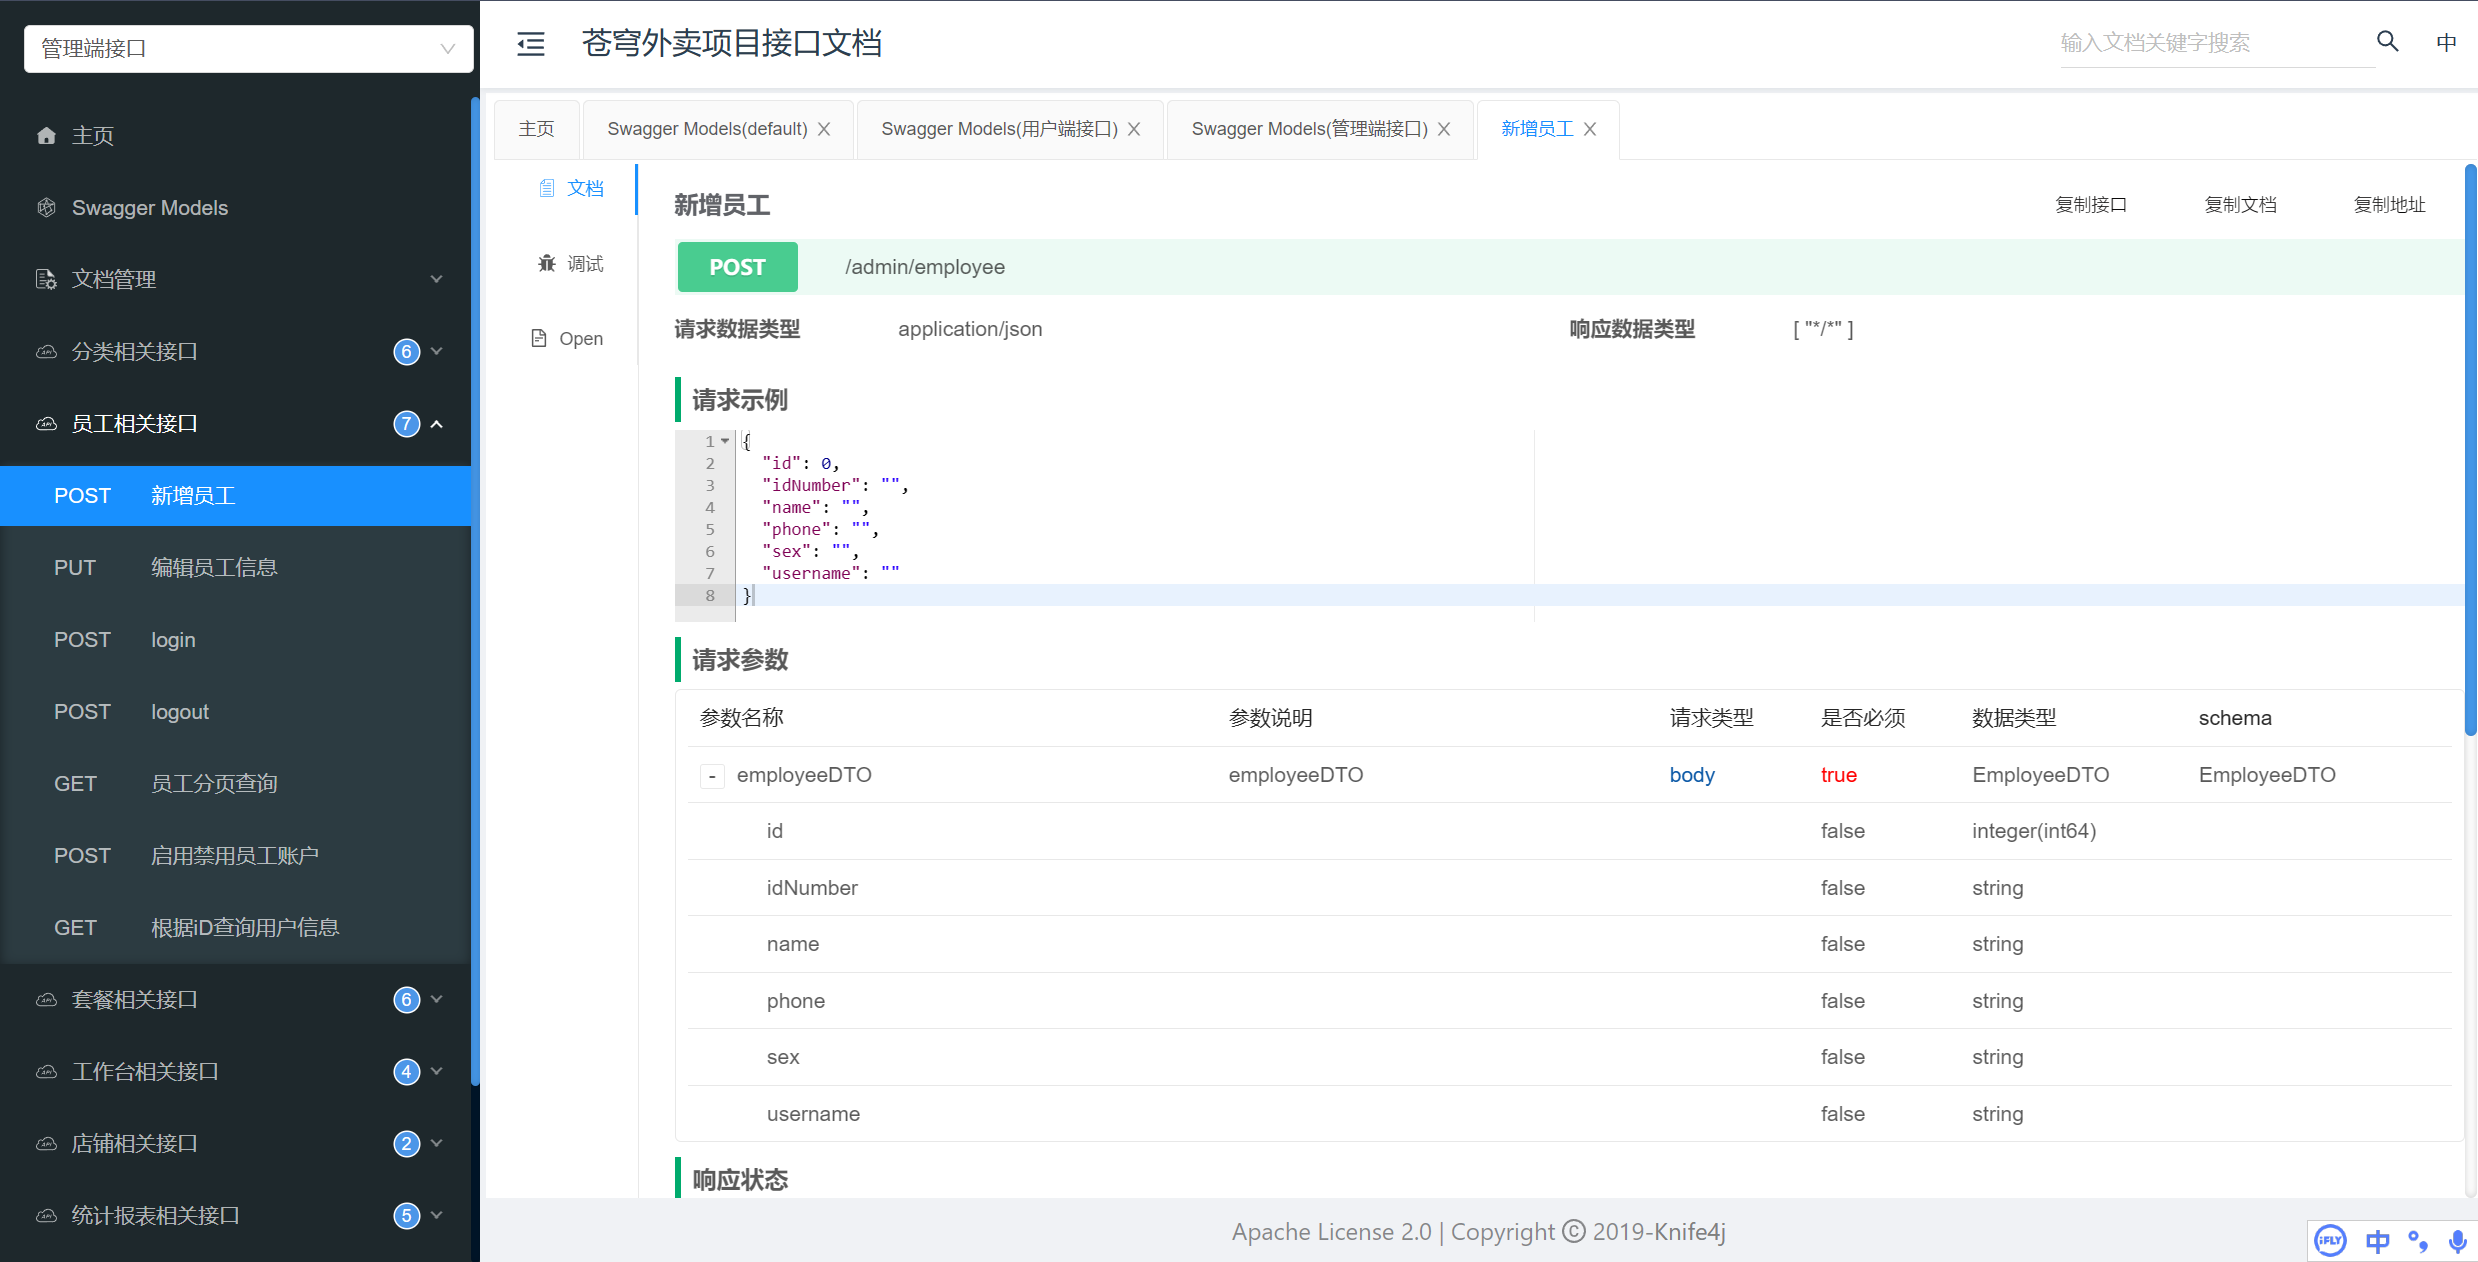 管理端接口
主页
Swagger Models
文档管理
分类相关接口 6
员工相关接口 7
POST 新增员工
PUT 编辑员工信息
POST login
POST logout
GET 员工分页查询
POST 启用禁用员工账户
GET 根据iD查询用户信息
套餐相关接口 6
工作台相关接口 4
店铺相关接口 2
统计报表相关接口 5
苍穹外卖项目接口文档
输入文档关键字搜索 中
主页 Swagger Models(default) Swagger Models(用户端接口) Swagger Models(管理端接口) 新增员工
文档
调试
Open
新增员工 复制接口 复制文档 复制地址
POST /admin/employee
请求数据类型 application/json 响应数据类型 [ "*/*" ]
请求示例
1 {
2 "id": 0,
3 "idNumber": "",
4 "name": "",
5 "phone": "",
6 "sex": "",
7 "username": ""
8 }
请求参数
参数名称 参数说明 请求类型 是否必须 数据类型 schema
- employeeDTO employeeDTO body true EmployeeDTO EmployeeDTO
id false integer(int64)
idNumber false string
name false string
phone false string
sex false string
username false string
响应状态
Apache License 2.0 | Copyright © 2019-Knife4j
iFLY 中